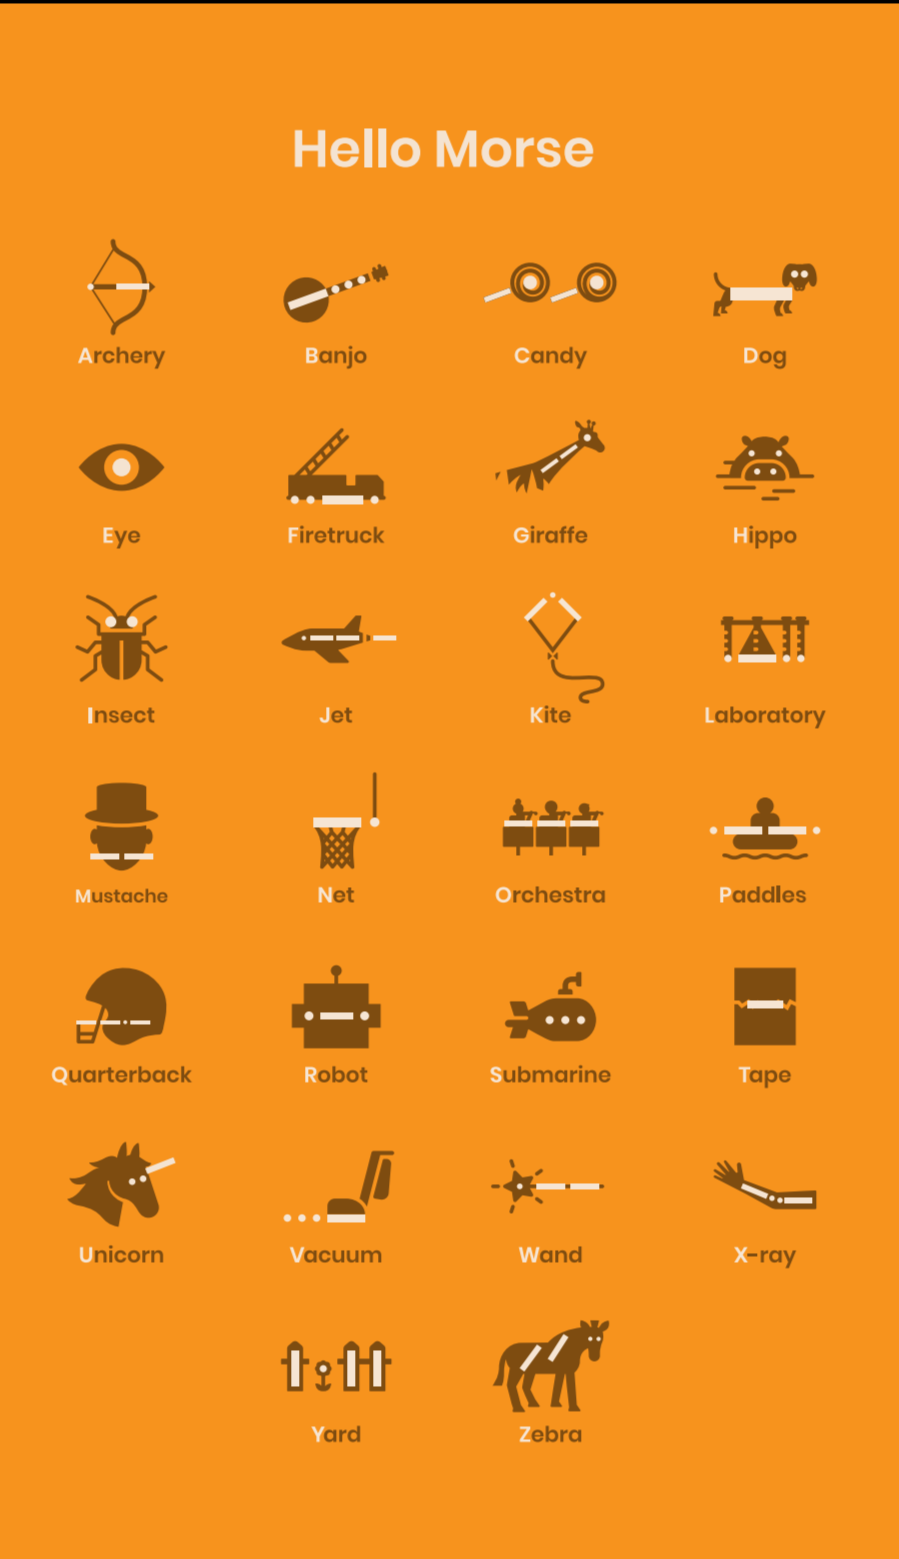 Hello Morse
Archery Banjo Candy Dog
Eye Firetruck Giraffe Hippo
Insect Jet Kite Laboratory
Mustache Net Orchestra Paddles
Quarterback Robot Submarine Tape
Unicorn Vacuum Wand X-ray
Yard Zebra